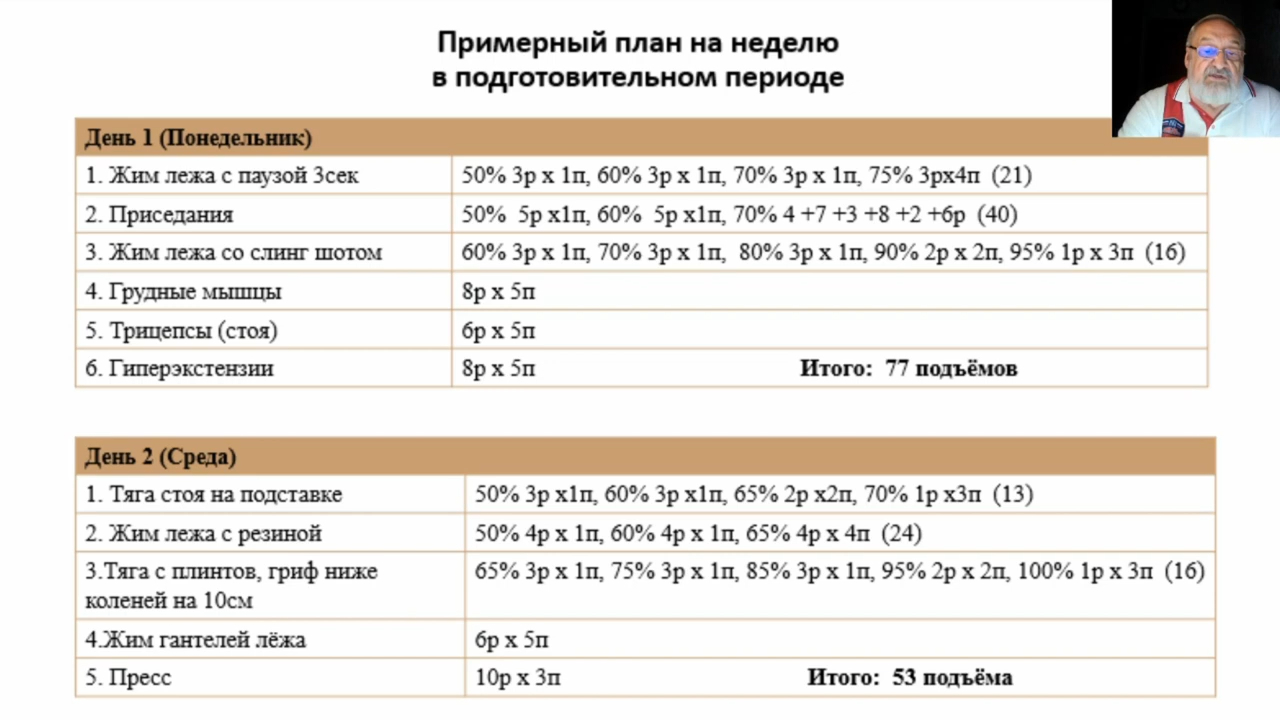 Примерный план на неделю
в подготовительном периоде
День 1 (Понедельник)
1. Жим лежа с паузой 3сек 50% 3р х 1п, 60% 3р х 1п, 70% 3р х 1п, 75% 3рх4п (21)
2. Приседания 50% 5р х1п, 60% 5р х1п, 70% 4 +7 +3 +8 +2 +6р (40)
3. Жим лежа со слинг шотом 60% 3р х 1п, 70% 3р х 1п, 80% 3р х 1п, 90% 2р х 2п, 95% 1р х 3п (16)
4. Грудные мышцы 8р х 5п
5. Трицепсы (стоя) 6р х 5п
6. Гиперэкстензии 8р х 5п Итого: 77 подъёмов
День 2 (Среда)
1. Тяга стоя на подставке 50% 3р х1п, 60% 3р х1п, 65% 2р х2п, 70% 1р х3п (13)
2. Жим лежа с резиной 50% 4р х 1п, 60% 4р х 1п, 65% 4р х 4п (24)
3.Тяга с плинтов, гриф ниже 65% 3р х 1п, 75% 3р х 1п, 85% 3р х 1п, 95% 2р х 2п, 100% 1р х 3п (16)
коленей на 10см
4.Жим гантелей лёжа 6р х 5п
5. Пресс 10р х 3п Итого: 53 подъёма